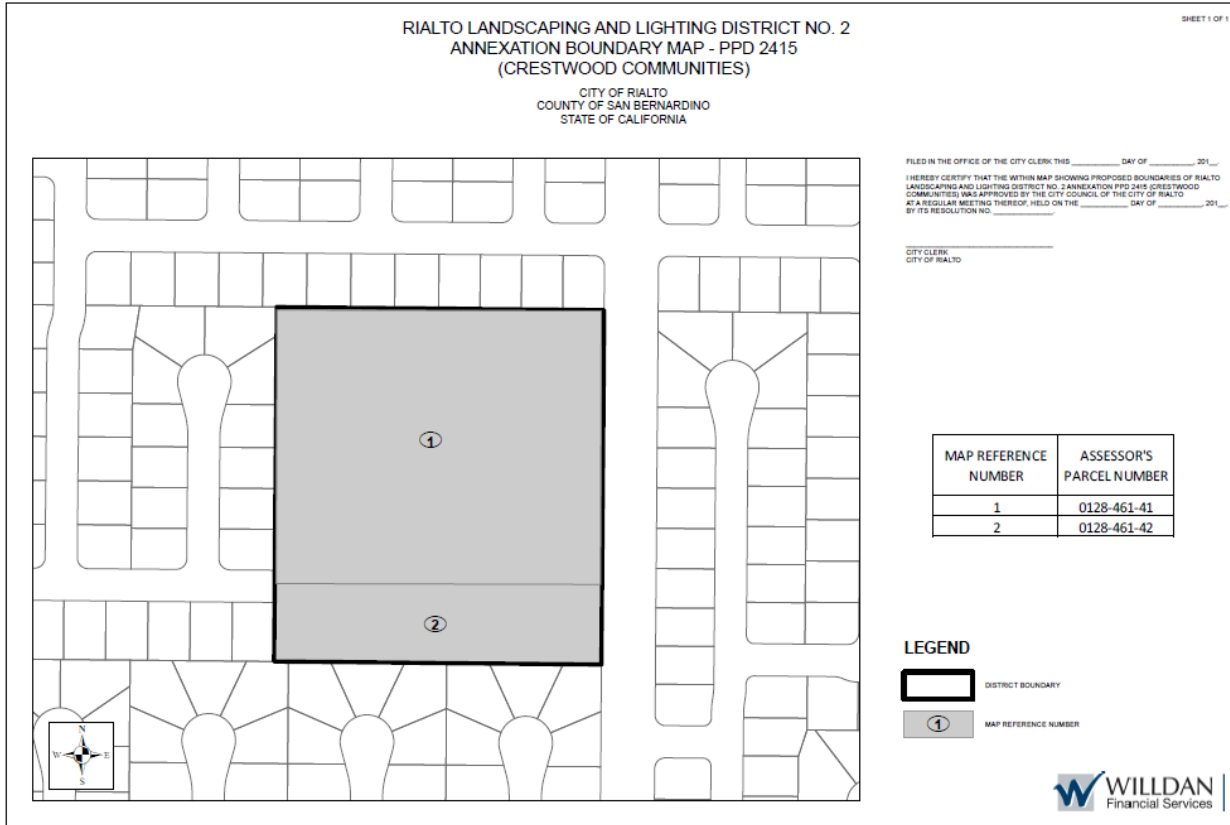 SHEET 1 OF 1
RIALTO LANDSCAPING AND LIGHTING DISTRICT NO. 2
ANNEXATION BOUNDARY MAP - PPD 2415
(CRESTWOOD COMMUNITIES)
CITY OF RIALTO
COUNTY OF SAN BERNARDINO
STATE OF CALIFORNIA
FILED IN THE OFFICE OF THE CITY CLERK THIS ____________ DAY OF __________, 201__.
I HEREBY CERTIFY THAT THE WITHIN MAP SHOWING PROPOSED BOUNDARIES OF RIALTO
LANDSCAPING AND LIGHTING DISTRICT NO. 2 ANNEXATION PPD 2415 (CRESTWOOD
COMMUNITIES) WAS APPROVED BY THE CITY COUNCIL OF THE CITY OF RIALTO
AT A REGULAR MEETING THEREOF, HELD ON THE ____________ DAY OF __________, 201__,
BY ITS RESOLUTION NO. _______________.
CITY CLERK
CITY OF RIALTO
1
2
N
W E
S
MAP REFERENCE NUMBER ASSESSOR'S PARCEL NUMBER
1 0128-461-41
2 0128-461-42
LEGEND
DISTRICT BOUNDARY
1 MAP REFERENCE NUMBER
WILLDAN
Financial Services